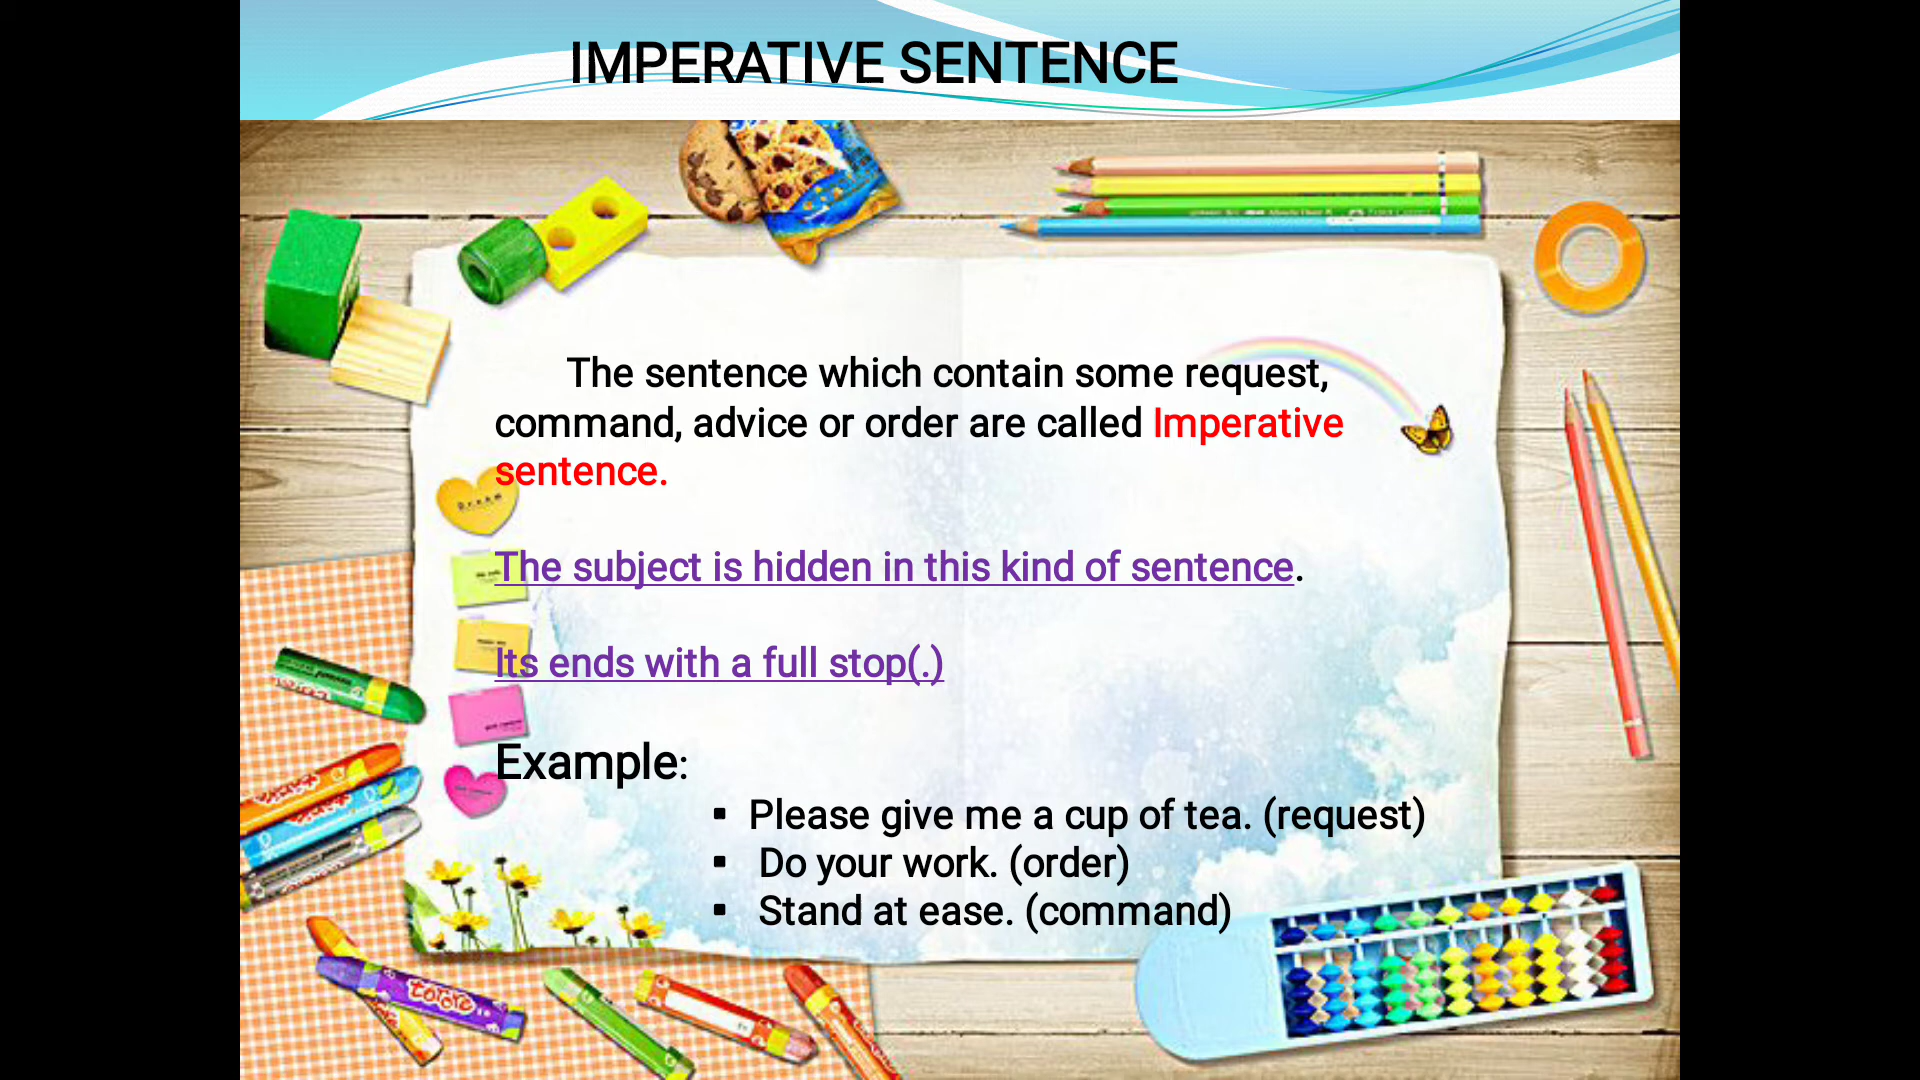 IMPERATIVE SENTENCE
The sentence which contain some request,
command, advice or order are called Imperative
sentence.
Dream
The subject is hidden in this kind of sentence.
Its ends with a full stop(.)
Example:
▪ Please give me a cup of tea. (request)
▪ Do your work. (order)
▪ Stand at ease. (command)